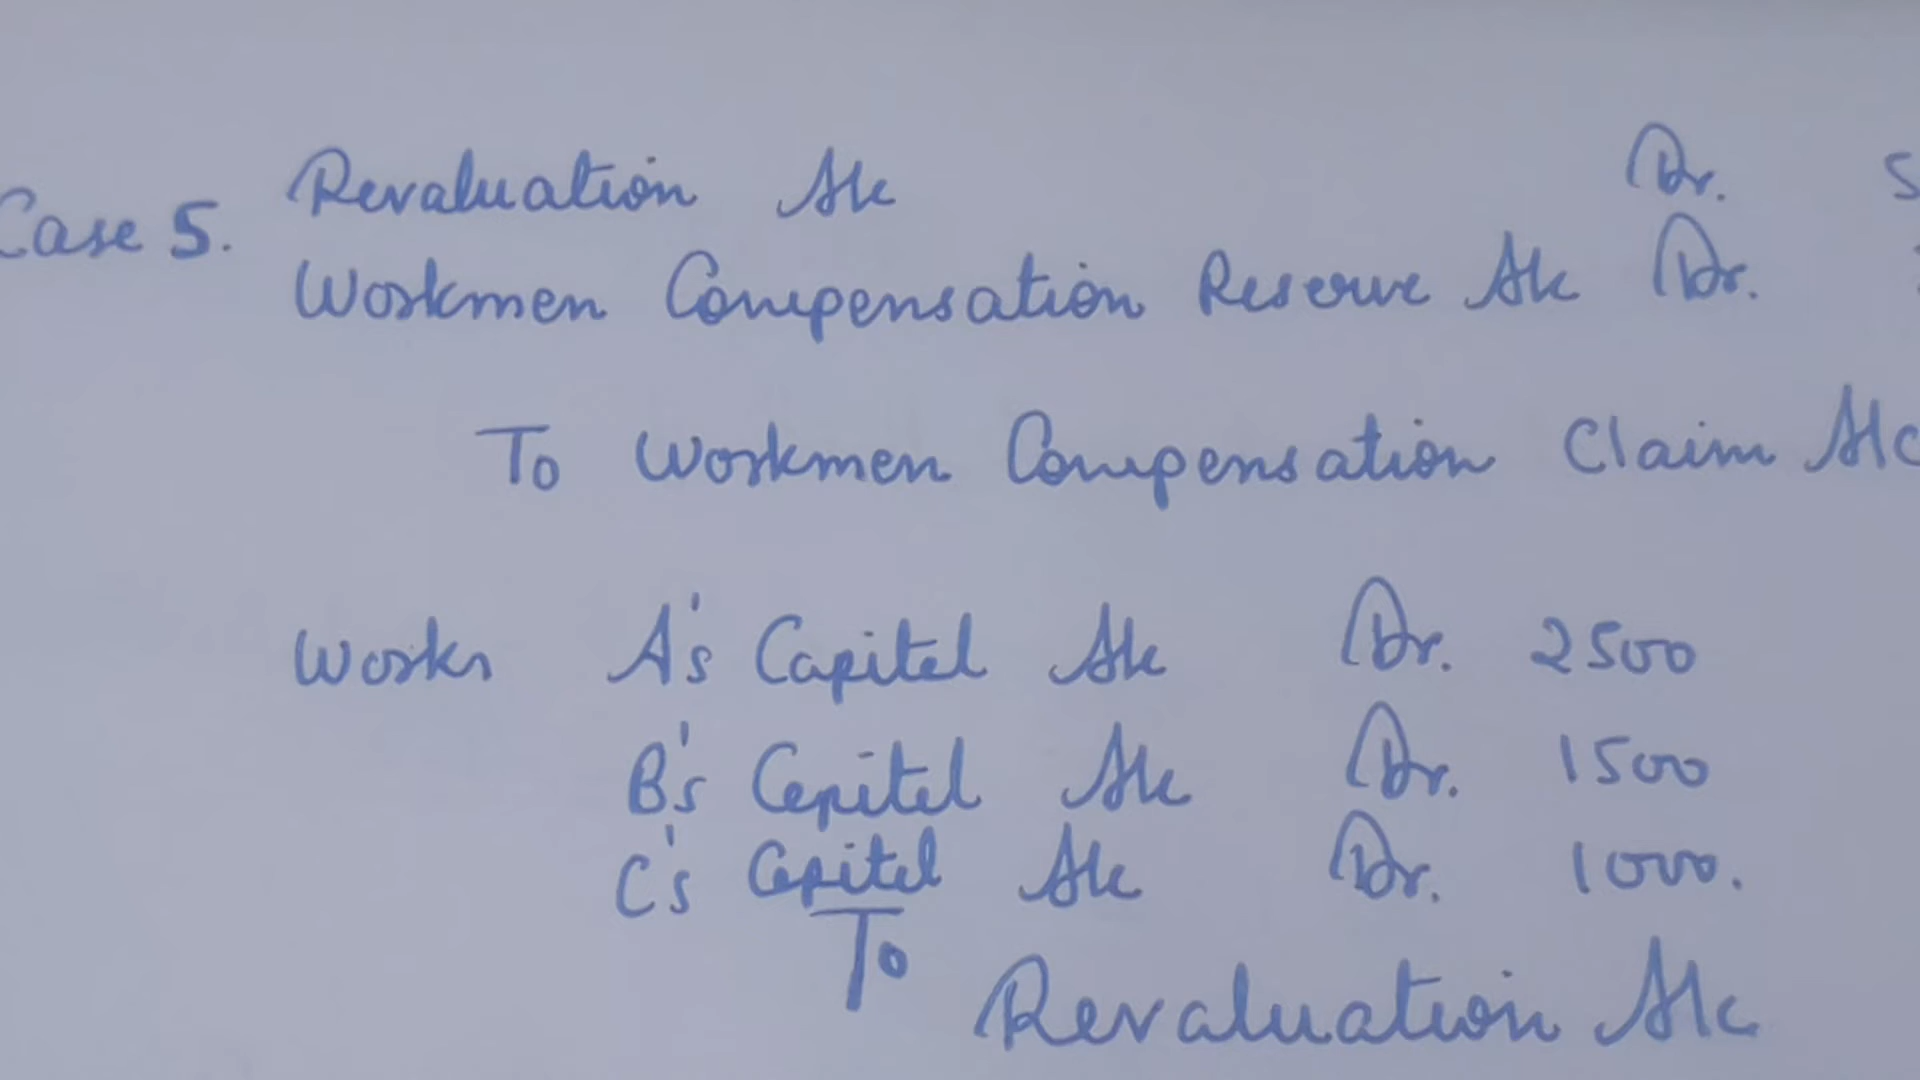 Revaluation A/c Dr. 5
Case 5.
Workmen Compensation Reserve A/c Dr.
To Workmen Compensation Claim A/c
Works A's Capital A/c Dr. 2500
B's Capital A/c Dr. 1500
C's Capital A/c Dr. 1000.
To
Revaluation A/c